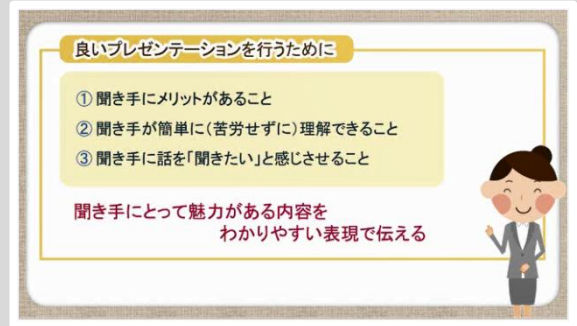 良いプレゼンテーションを行うために
① 聞き手にメリットがあること
② 聞き手が簡単に(苦労せずに)理解できること
③ 聞き手に話を「聞きたい」と感じさせること
聞き手にとって魅力がある内容を
わかりやすい表現で伝える